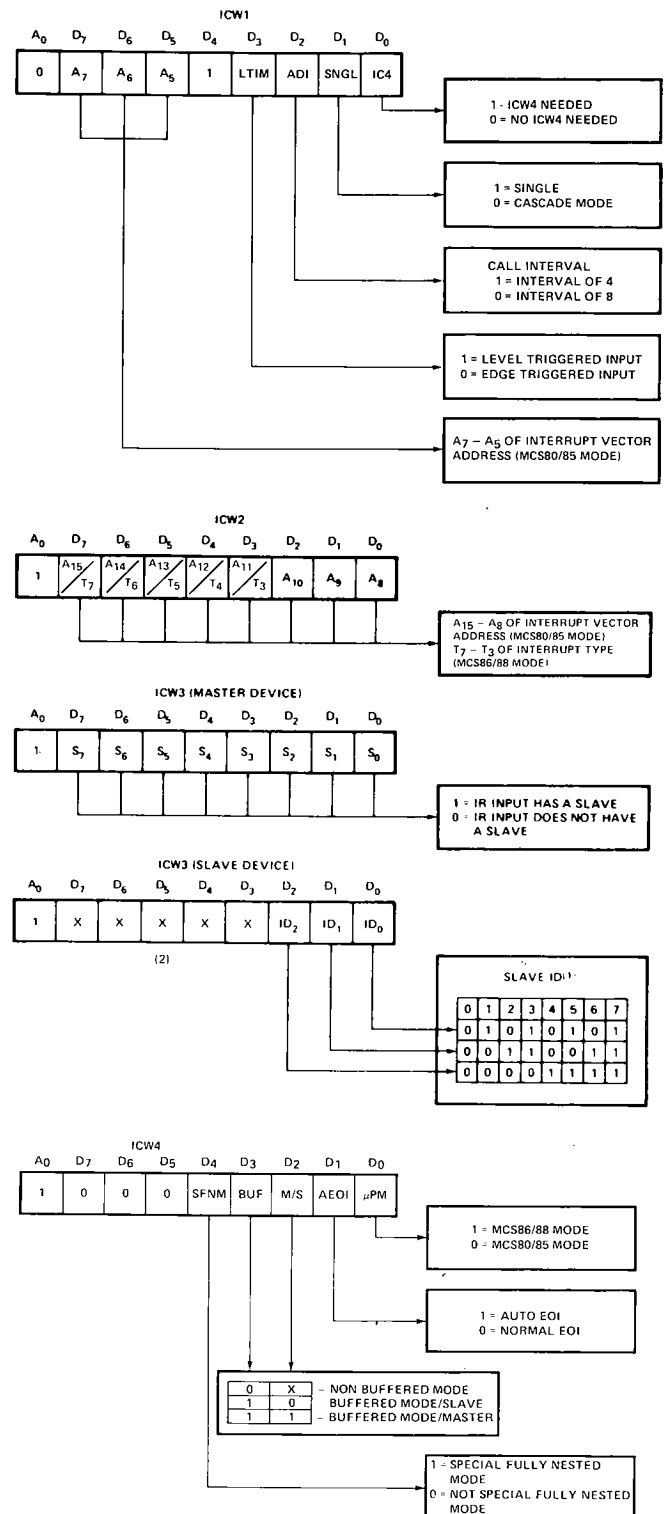 ICW1
A0 D7 D6 D5 D4 D3 D2 D1 D0
0 A7 A6 A5 1 LTIM ADI SNGL IC4
1 - ICW4 NEEDED
0 = NO ICW4 NEEDED
1 = SINGLE
0 = CASCADE MODE
CALL INTERVAL
1 = INTERVAL OF 4
0 = INTERVAL OF 8
1 = LEVEL TRIGGERED INPUT
0 = EDGE TRIGGERED INPUT
A7 – A5 OF INTERRUPT VECTOR
ADDRESS (MCS80/85 MODE)
ICW2
A0 D7 D6 D5 D4 D3 D2 D1 D0
1 A15/T7 A14/T6 A13/T5 A12/T4 A11/T3 A10 A9 A8
A15 – A8 OF INTERRUPT VECTOR
ADDRESS (MCS80/85 MODE)
T7 – T3 OF INTERRUPT TYPE
(MCS86/88 MODE)
ICW3 (MASTER DEVICE)
A0 D7 D6 D5 D4 D3 D2 D1 D0
1 S7 S6 S5 S4 S3 S2 S1 S0
1 = IR INPUT HAS A SLAVE
0 = IR INPUT DOES NOT HAVE
A SLAVE
ICW3 (SLAVE DEVICE)
A0 D7 D6 D5 D4 D3 D2 D1 D0
1 X X X X X ID2 ID1 ID0
(2)
SLAVE ID(1)
0 1 2 3 4 5 6 7
0 1 0 1 0 1 0 1
0 0 1 1 0 0 1 1
0 0 0 0 1 1 1 1
ICW4
A0 D7 D6 D5 D4 D3 D2 D1 D0
1 0 0 0 SFNM BUF M/S AEOI μPM
1 = MCS86/88 MODE
0 = MCS80/85 MODE
1 = AUTO EOI
0 = NORMAL EOI
0 X – NON BUFFERED MODE
1 0 BUFFERED MODE/SLAVE
1 1 – BUFFERED MODE/MASTER
1 = SPECIAL FULLY NESTED
MODE
0 = NOT SPECIAL FULLY NESTED
MODE